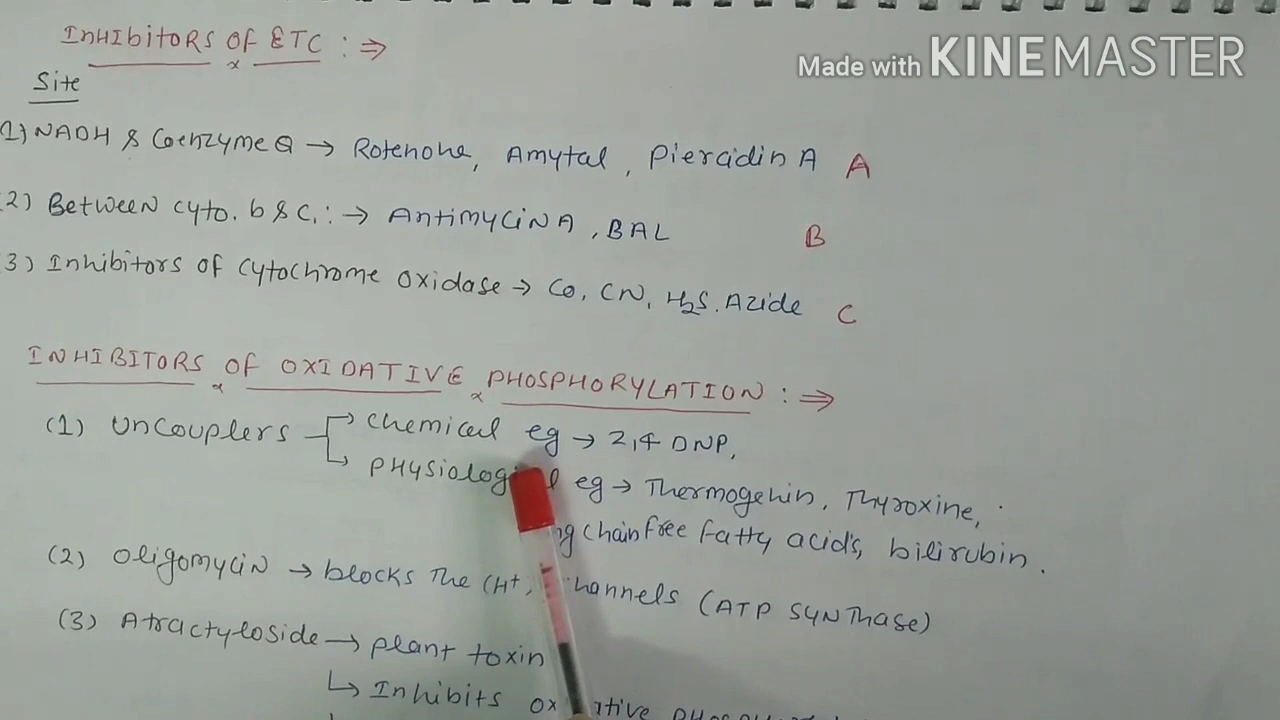 Made with KINEMASTER
INHIBITORS OF ETC : ⇒
Site
1) NADH & Coenzyme Q → Rotenone, Amytal, Piercidin A A
2) Between cyto. b & C₁ : → Antimycin A, BAL B
3) Inhibitors of cytochrome oxidase → CO, CN, H2S. Azide C
INHIBITORS OF OXIDATIVE PHOSPHORYLATION : ⇒
(1) Uncouplers → Chemical eg → 2,4 DNP,
↳ PHYSiological eg → Thermogenin, Thyroxine,
chain free fatty acids, bilirubin.
(2) Oligomycin → blocks The (H+) channels (ATP SYNThase)
(3) Atractyloside → plant toxin
↳ Inhibits